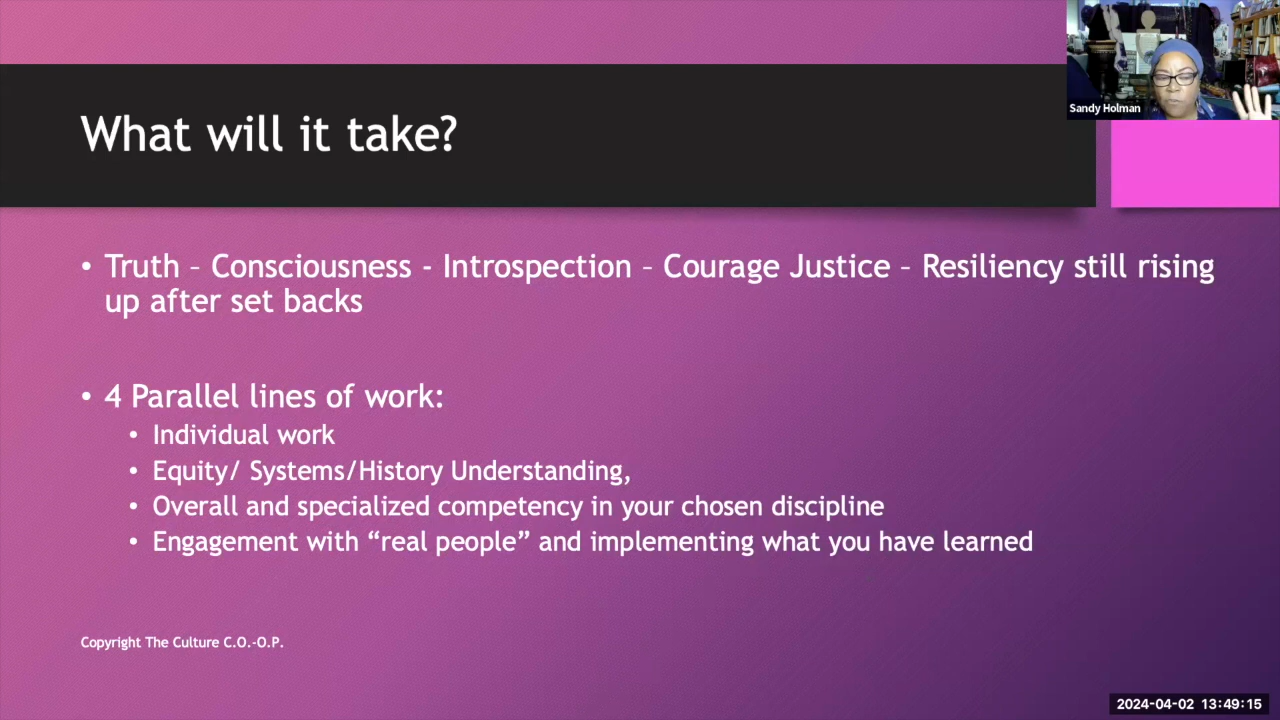 Sandy Holman
What will it take?
• Truth – Consciousness - Introspection – Courage Justice – Resiliency still rising
up after set backs
• 4 Parallel lines of work:
• Individual work
• Equity/ Systems/History Understanding,
• Overall and specialized competency in your chosen discipline
• Engagement with “real people” and implementing what you have learned
Copyright The Culture C.O.-O.P.
2024-04-02 13:49:15